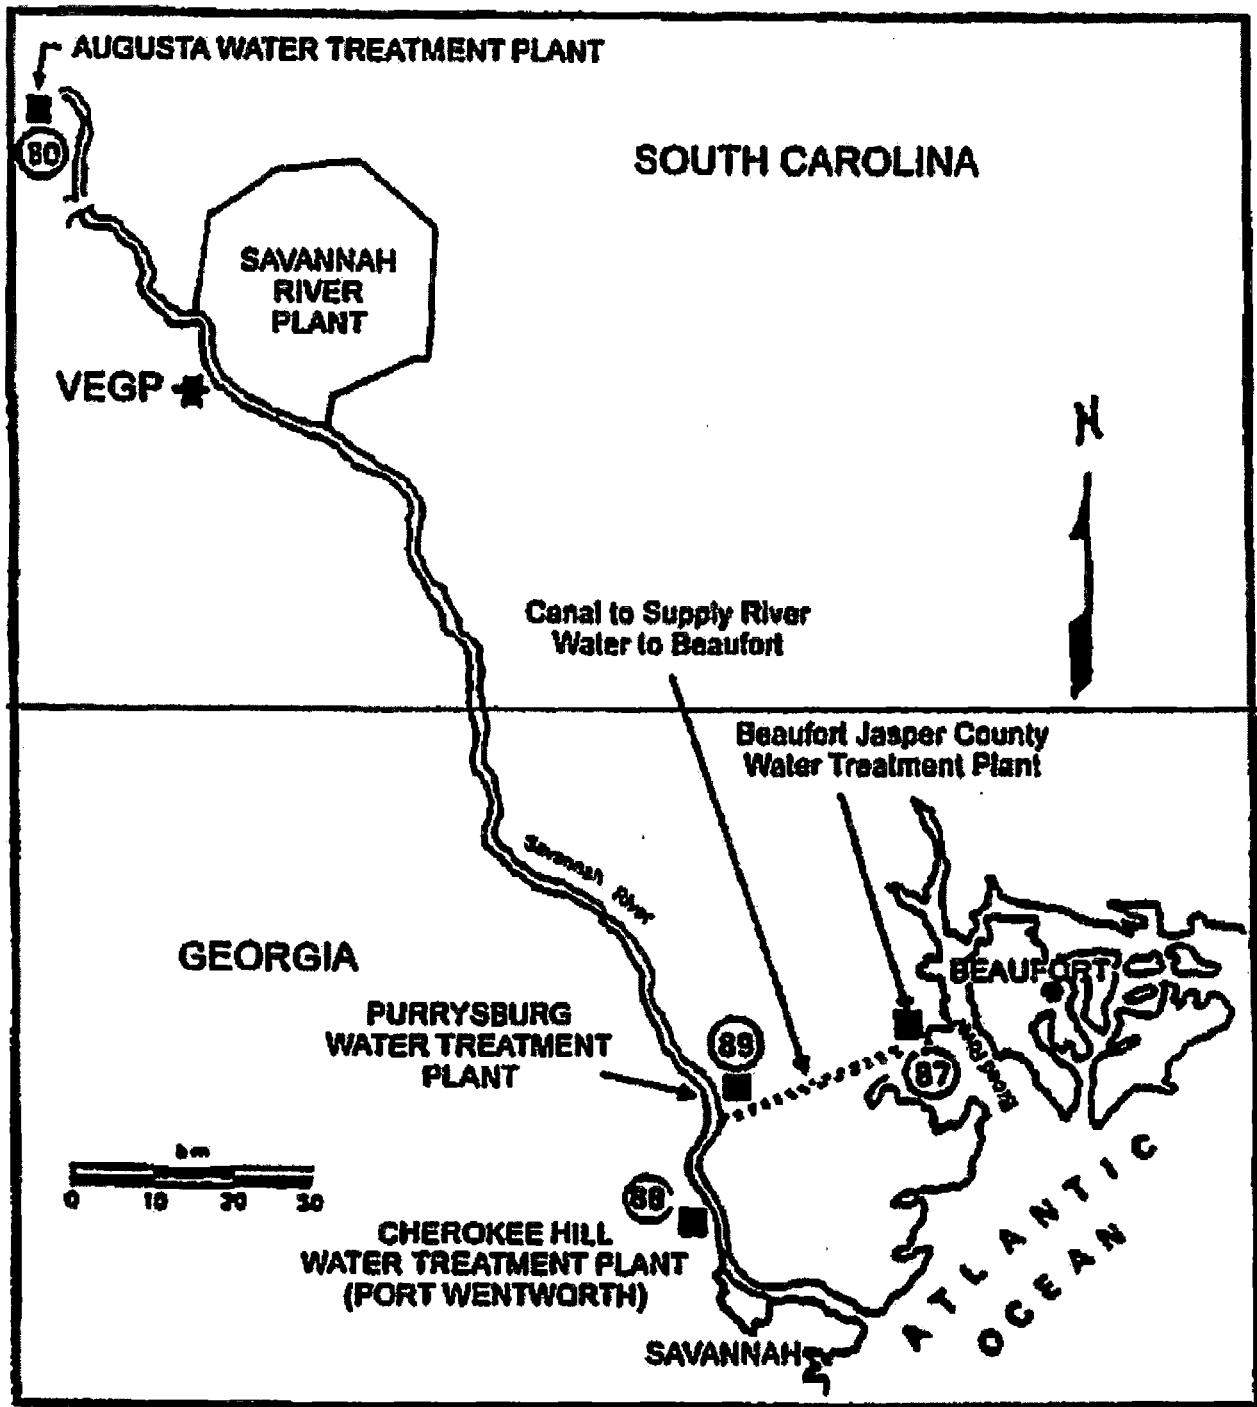 AUGUSTA WATER TREATMENT PLANT
80
SOUTH CAROLINA
SAVANNAH
RIVER
PLANT
VEGP
N
Canal to Supply River
Water to Beaufort
Beaufort Jasper County
Water Treatment Plant
Savannah River
GEORGIA
BEAUFORT
PURRYSBURG
WATER TREATMENT
PLANT
89
87
Broad River
0 10 20 30
88
CHEROKEE HILL
WATER TREATMENT PLANT
(PORT WENTWORTH)
ATLANTIC
OCEAN
SAVANNAH